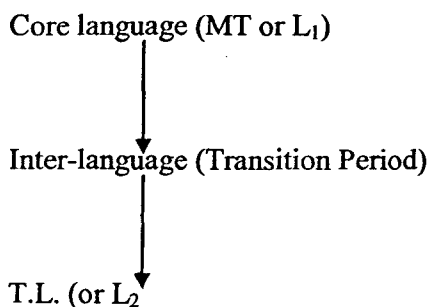 Core language (MT or L₁)
Inter-language (Transition Period)
T.L. (or L₂